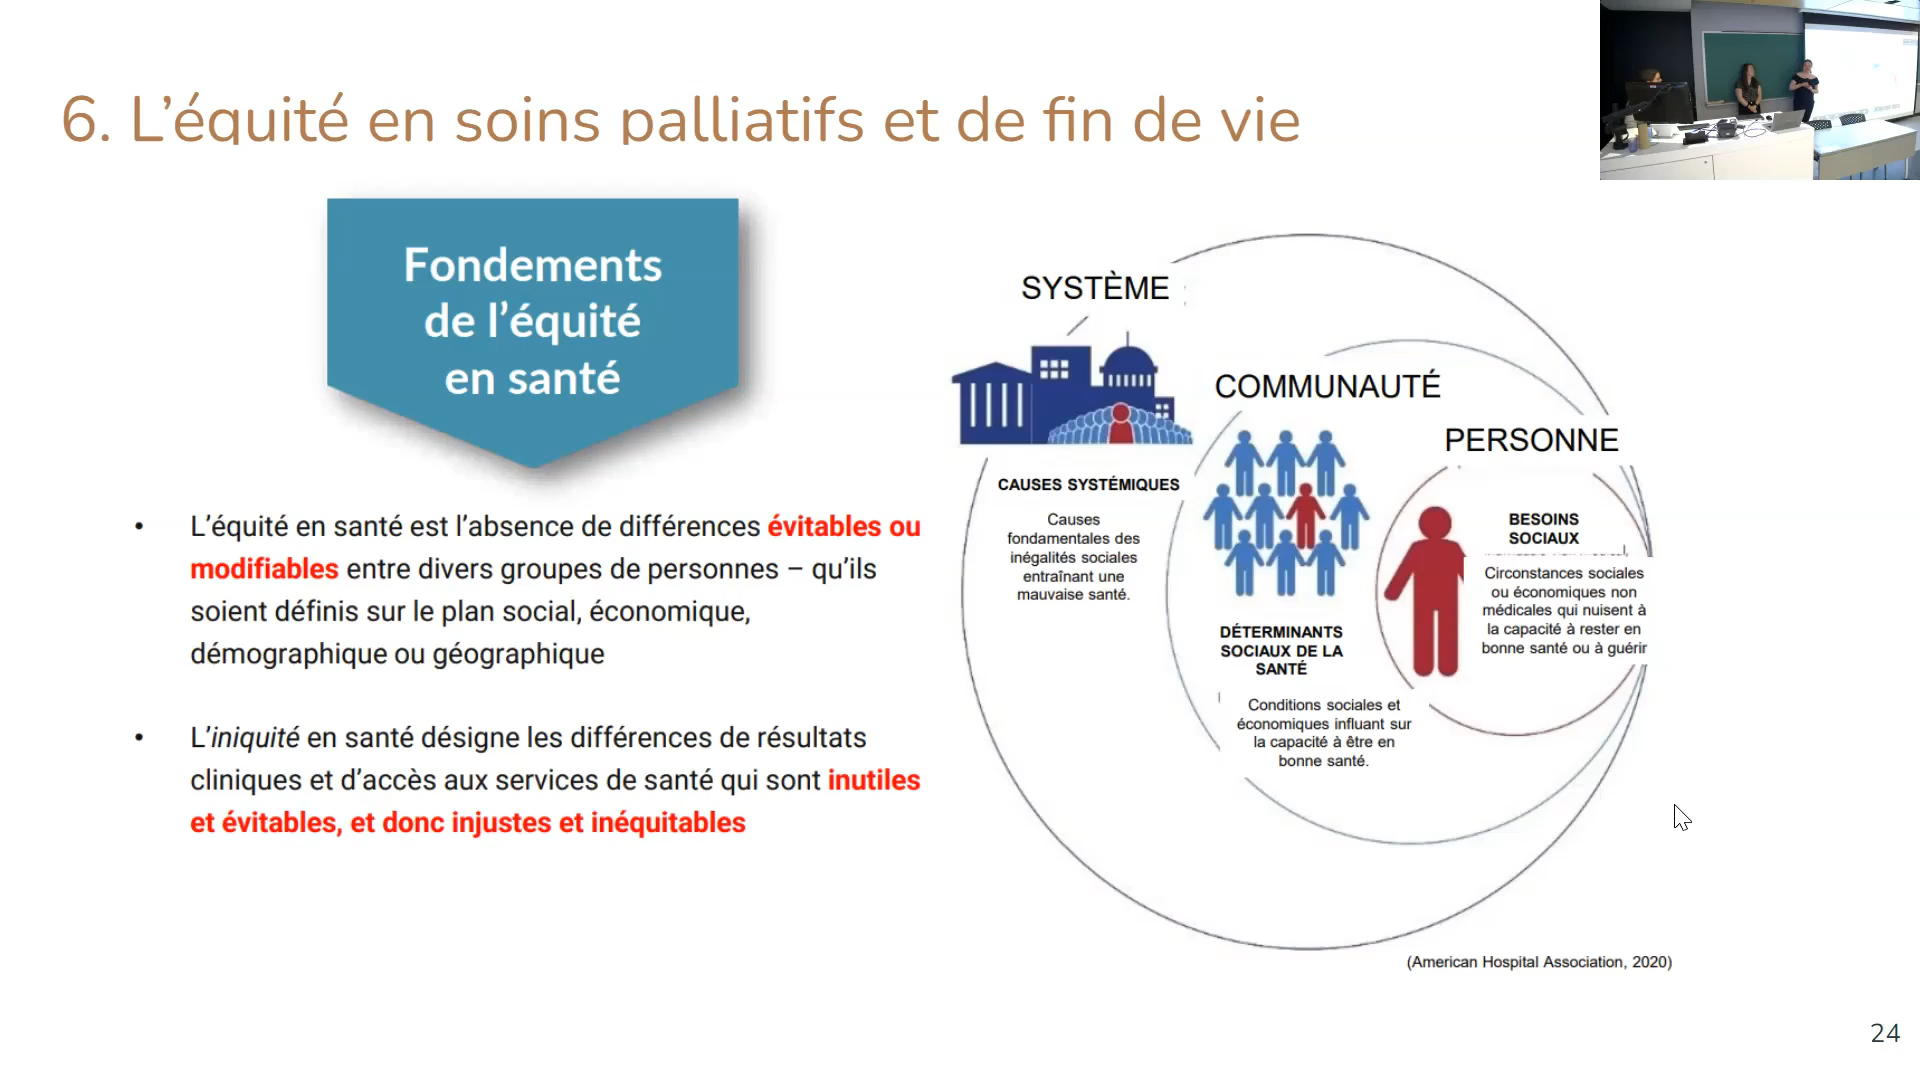 6. L’équité en soins palliatifs et de fin de vie
Fondements
de l’équité
en santé
• L’équité en santé est l’absence de différences évitables ou
modifiables entre divers groupes de personnes – qu’ils
soient définis sur le plan social, économique,
démographique ou géographique
• L’iniquité en santé désigne les différences de résultats
cliniques et d’accès aux services de santé qui sont inutiles
et évitables, et donc injustes et inéquitables
SYSTÈME
CAUSES SYSTÉMIQUES
Causes
fondamentales des
inégalités sociales
entraînant une
mauvaise santé.
COMMUNAUTÉ
DÉTERMINANTS
SOCIAUX DE LA
SANTÉ
Conditions sociales et
économiques influant sur
la capacité à être en
bonne santé.
PERSONNE
BESOINS
SOCIAUX
Circonstances sociales
ou économiques non
médicales qui nuisent à
la capacité à rester en
bonne santé ou à guérir
(American Hospital Association, 2020)
24